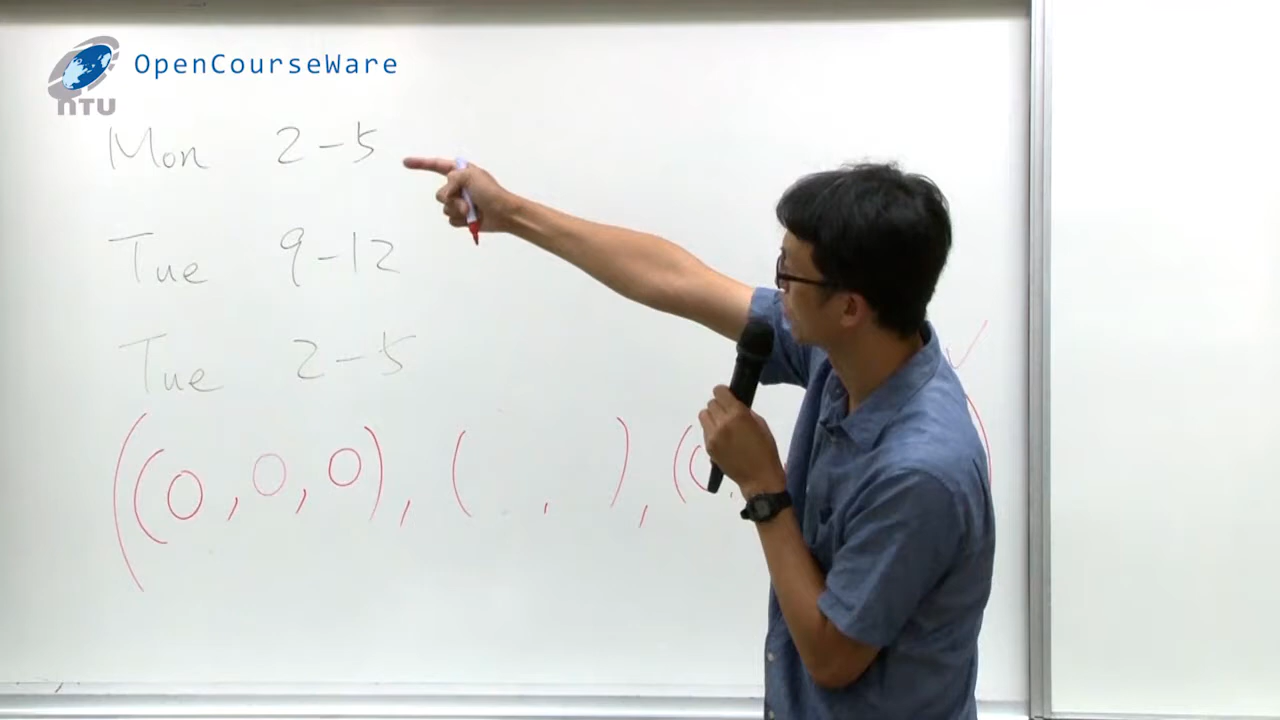 OpenCourseWare
NTU
Mon 2-5
Tue 9-12
Tue 2-5
((0,0,0),( , ),(0,